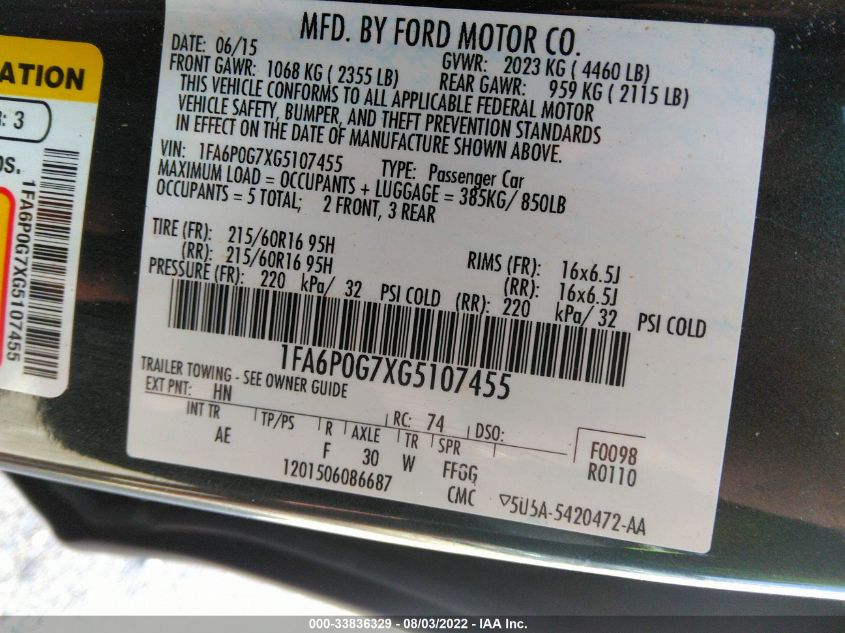 MFD. BY FORD MOTOR CO.
DATE: 06/15 GVWR: 2023 KG ( 4460 LB)
FRONT GAWR: 1068 KG ( 2355 LB) REAR GAWR: 959 KG ( 2115 LB)
THIS VEHICLE CONFORMS TO ALL APPLICABLE FEDERAL MOTOR
VEHICLE SAFETY, BUMPER, AND THEFT PREVENTION STANDARDS
IN EFFECT ON THE DATE OF MANUFACTURE SHOWN ABOVE.
VIN: 1FA6P0G7XG5107455 TYPE: Passenger Car
MAXIMUM LOAD = OCCUPANTS + LUGGAGE = 385KG/ 850LB
OCCUPANTS = 5 TOTAL; 2 FRONT, 3 REAR
TIRE (FR): 215/60R16 95H RIMS (FR): 16x6.5J
(RR): 215/60R16 95H (RR): 16x6.5J
PRESSURE (FR): 220 kPa/ 32 PSI COLD (RR): 220 kPa/ 32 PSI COLD
1FA6P0G7XG5107455
TRAILER TOWING - SEE OWNER GUIDE
EXT PNT: HN RC: 74 DSO:
INT TR TP/PS R AXLE TR SPR F0098
AE F 30 W FFGG R0110
1201506086687 CMC ▽5U5A-5420472-AA
ATION
R: 3
OS.
1FA6P0G7XG5107455
000-33836329 - 08/03/2022 - IAA Inc.